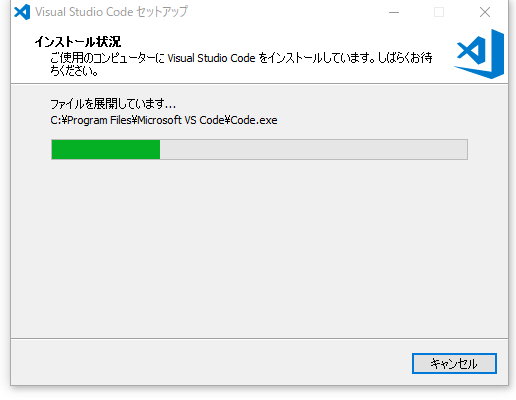 Visual Studio Code セットアップ
インストール状況
ご使用のコンピューターに Visual Studio Code をインストールしています。しばらくお待
ちください。
ファイルを展開しています...
C:¥Program Files¥Microsoft VS Code¥Code.exe
キャンセル